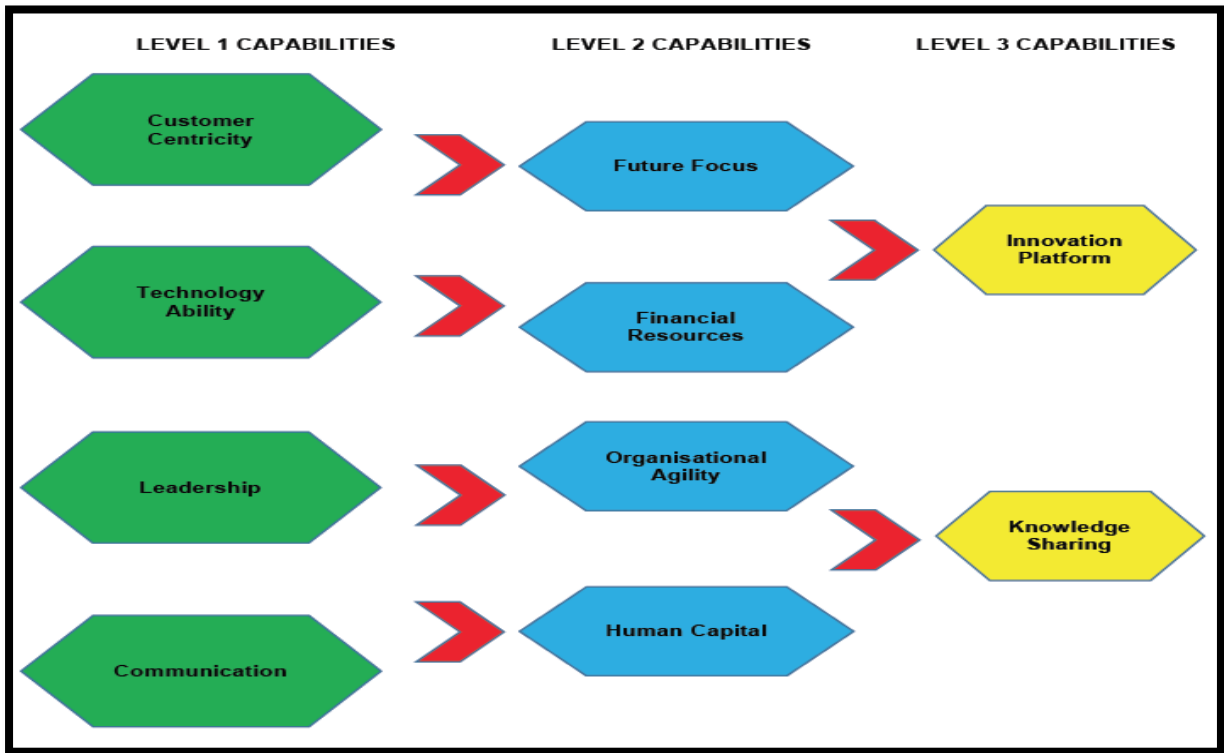 LEVEL 1 CAPABILITIES
LEVEL 2 CAPABILITIES
LEVEL 3 CAPABILITIES
Customer
Centricity
Technology
Ability
Leadership
Communication
Future Focus
Financial
Resources
Organisational
Agility
Human Capital
Innovation
Platform
Knowledge
Sharing